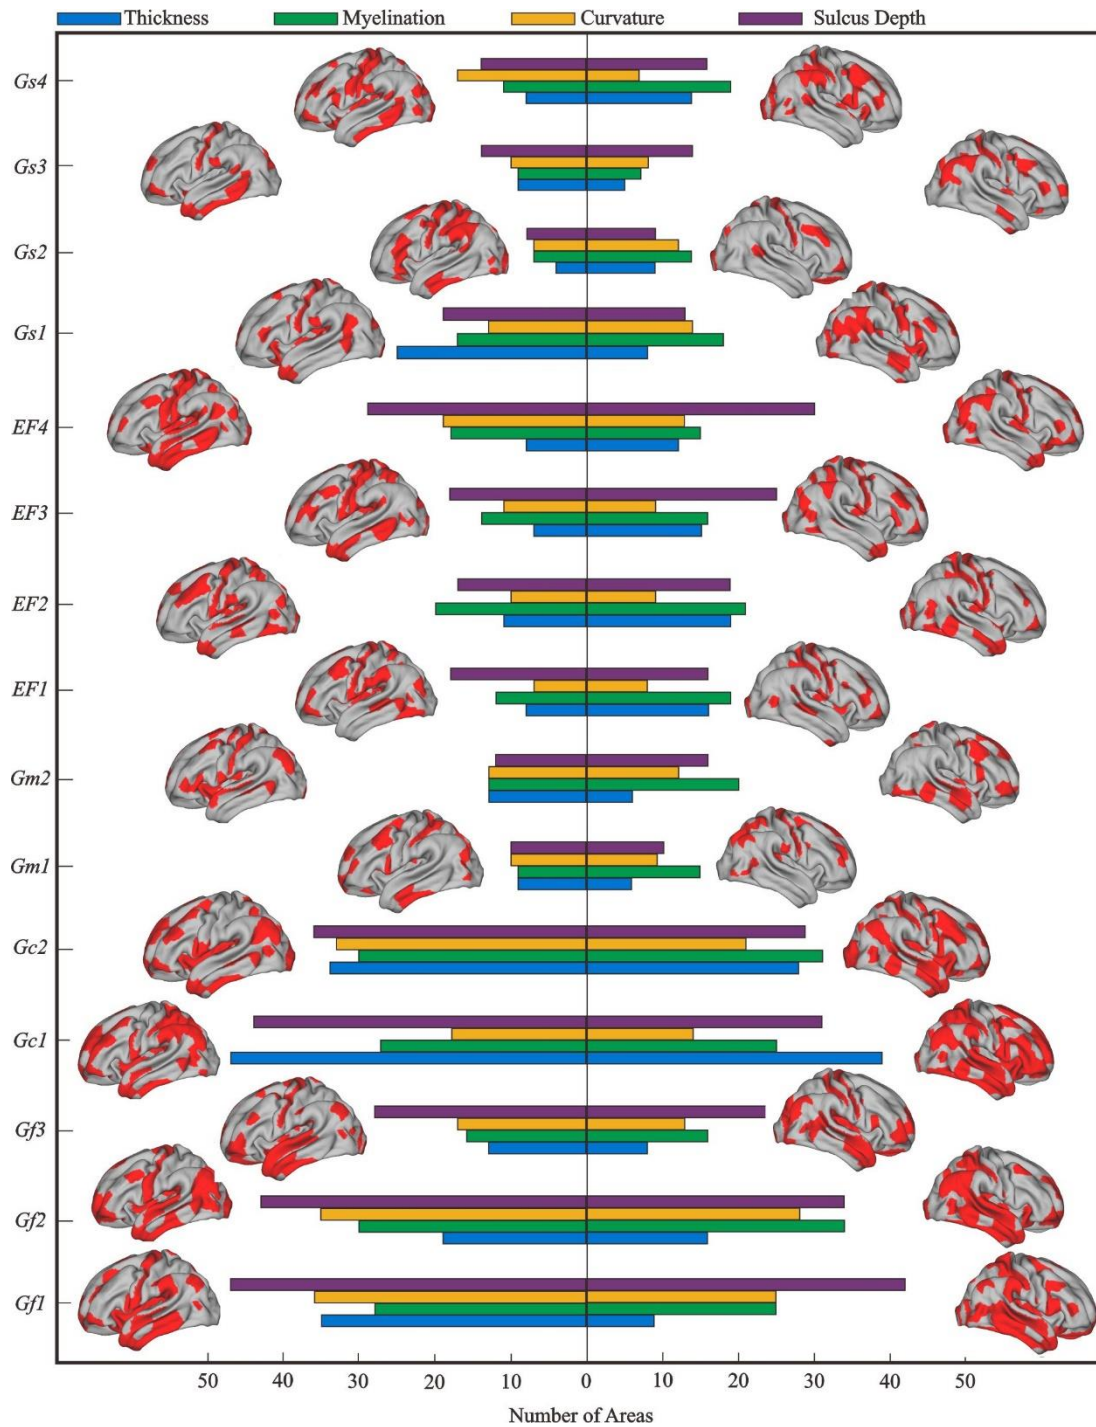 Thickness Myelination Curvature Sulcus Depth
Gs4
Gs3
Gs2
Gs1
EF4
EF3
EF2
EF1
Gm2
Gm1
Gc2
Gc1
Gf3
Gf2
Gf1
50 40 30 20 10 0 10 20 30 40 50
Number of Areas